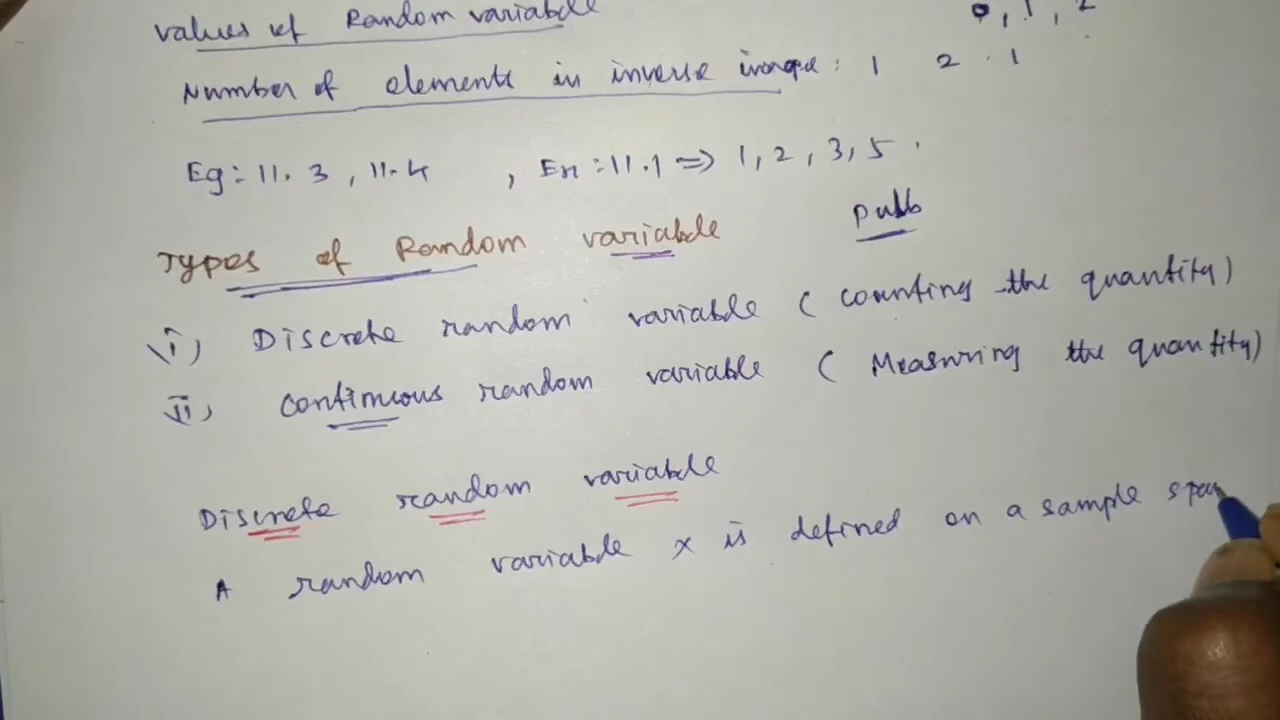 values of Random variable 0, 1, 2
Number of elements in inverse image: 1 2 1
Eg: 11.3, 11.4, Ex: 11.1 => 1, 2, 3, 5.
Types of Random variable
i) Discrete random variable (counting the quantity)
ii) continuous random variable (Measuring the quantity)
Discrete random variable
A random variable x is defined on a sample spa